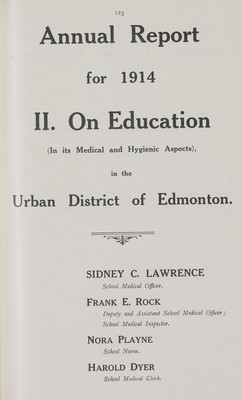 123
Annual Report
for 1914
II. On Education
(In its Medical and Hygienic Aspects),
in the
Urban District of Edmonton.
SIDNEY C. LAWRENCE
School Medical Officer.
FRANK E. ROCK
Deputy and Assistant School Medical Officer;
School Medical Inspector.
NORA PLAYNE
School Nurse.
HAROLD DYER
School Medical Clerk.